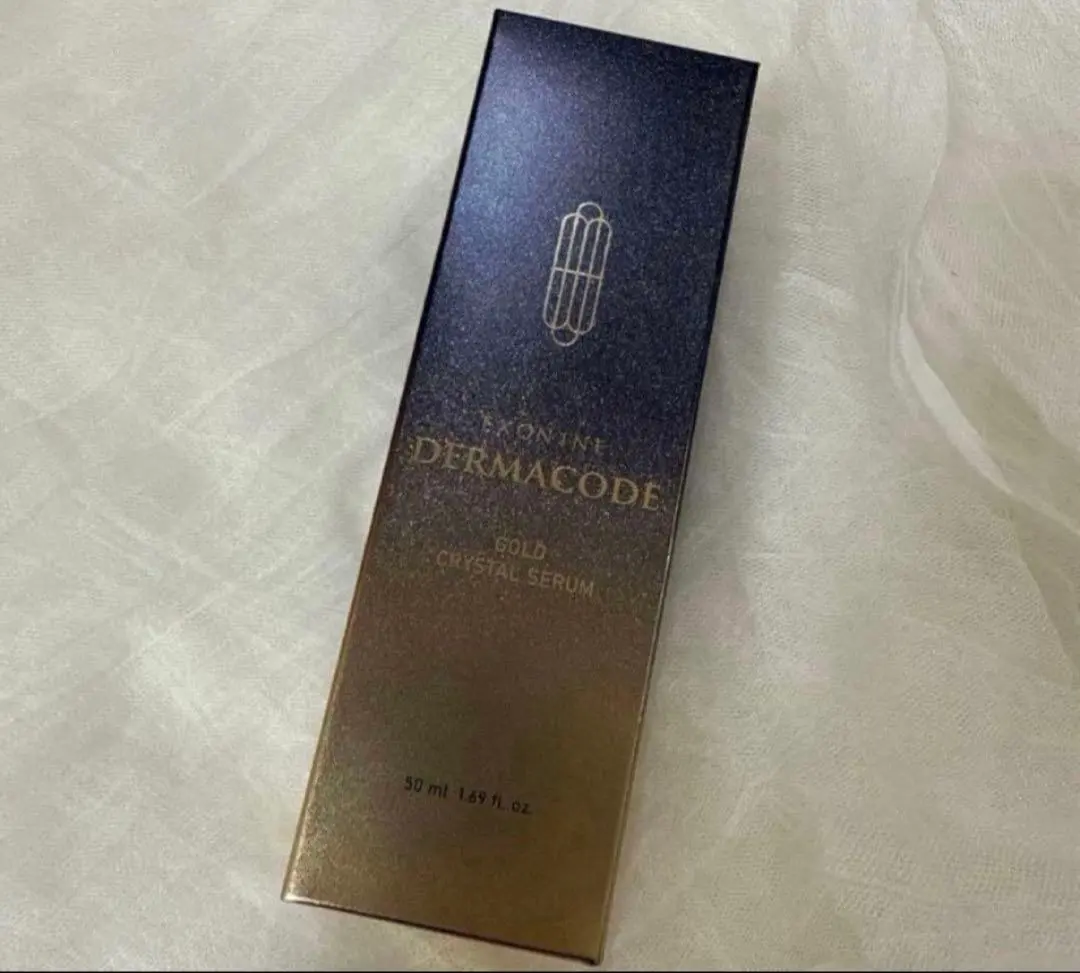 EXONINE
DERMACODE
GOLD
CRYSTAL SERUM
50 ml 1.69 fl. oz.